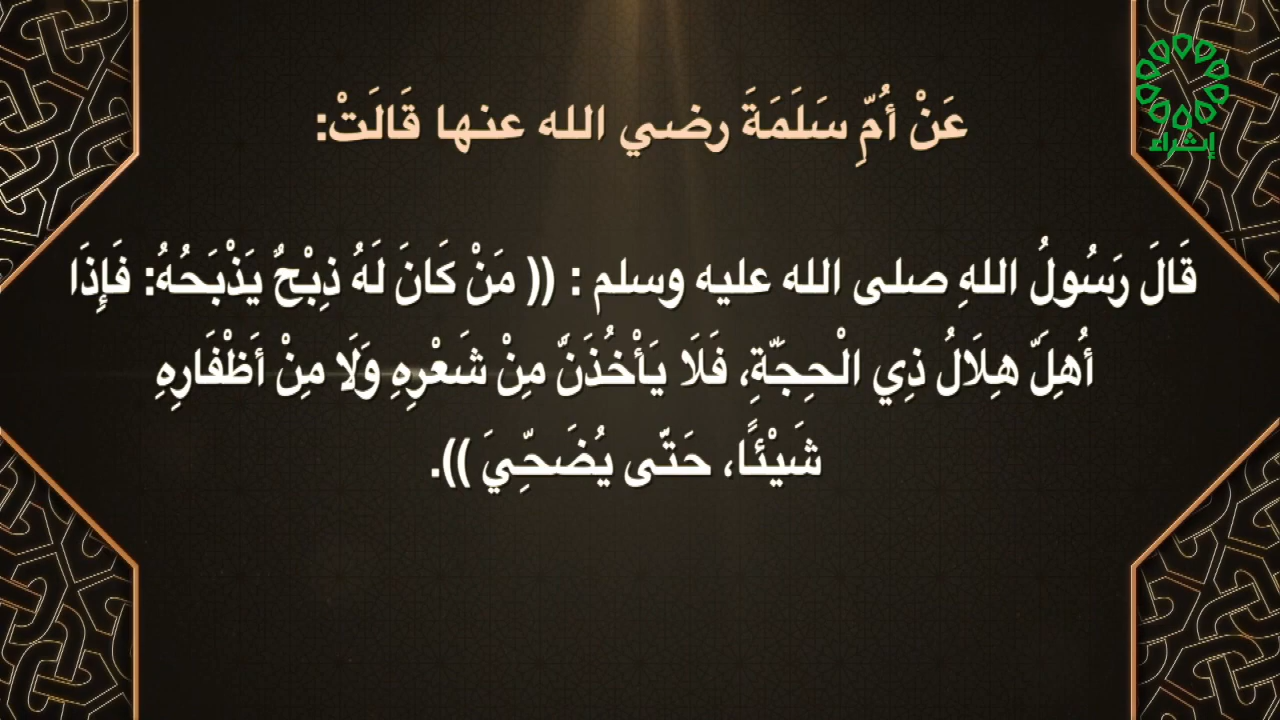 عَنْ أُمِّ سَلَمَةَ رضي الله عنها قَالَتْ:
إثراء
قَالَ رَسُولُ اللهِ صلى الله عليه وسلم : (( مَنْ كَانَ لَهُ ذِبْحٌ يَذْبَحُهُ: فَإِذَا
أُهِلَّ هِلَالُ ذِي الْحِجَّةِ، فَلَا يَأْخُذَنَّ مِنْ شَعْرِهِ وَلَا مِنْ أَظْفَارِهِ
شَيْئًا، حَتَّى يُضَحِّيَ )).